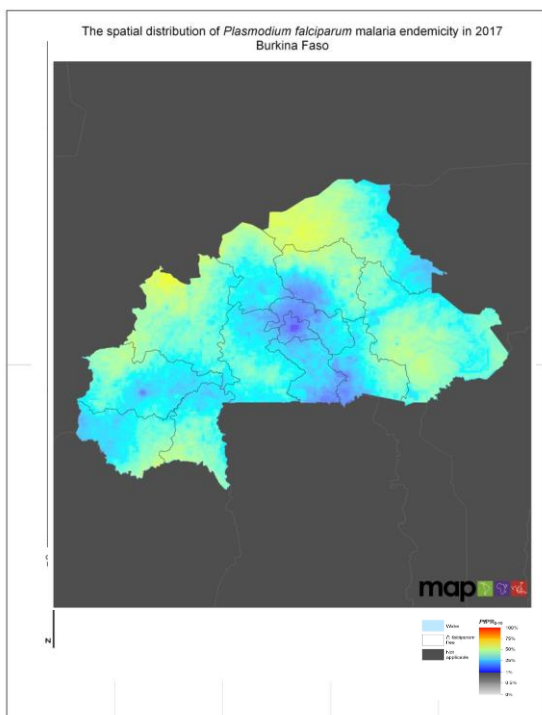 The spatial distribution of Plasmodium falciparum malaria endemicity in 2017
Burkina Faso
map
Water
P. falciparum
free
Not
applicable
100%
75%
50%
25%
1%
0.5%